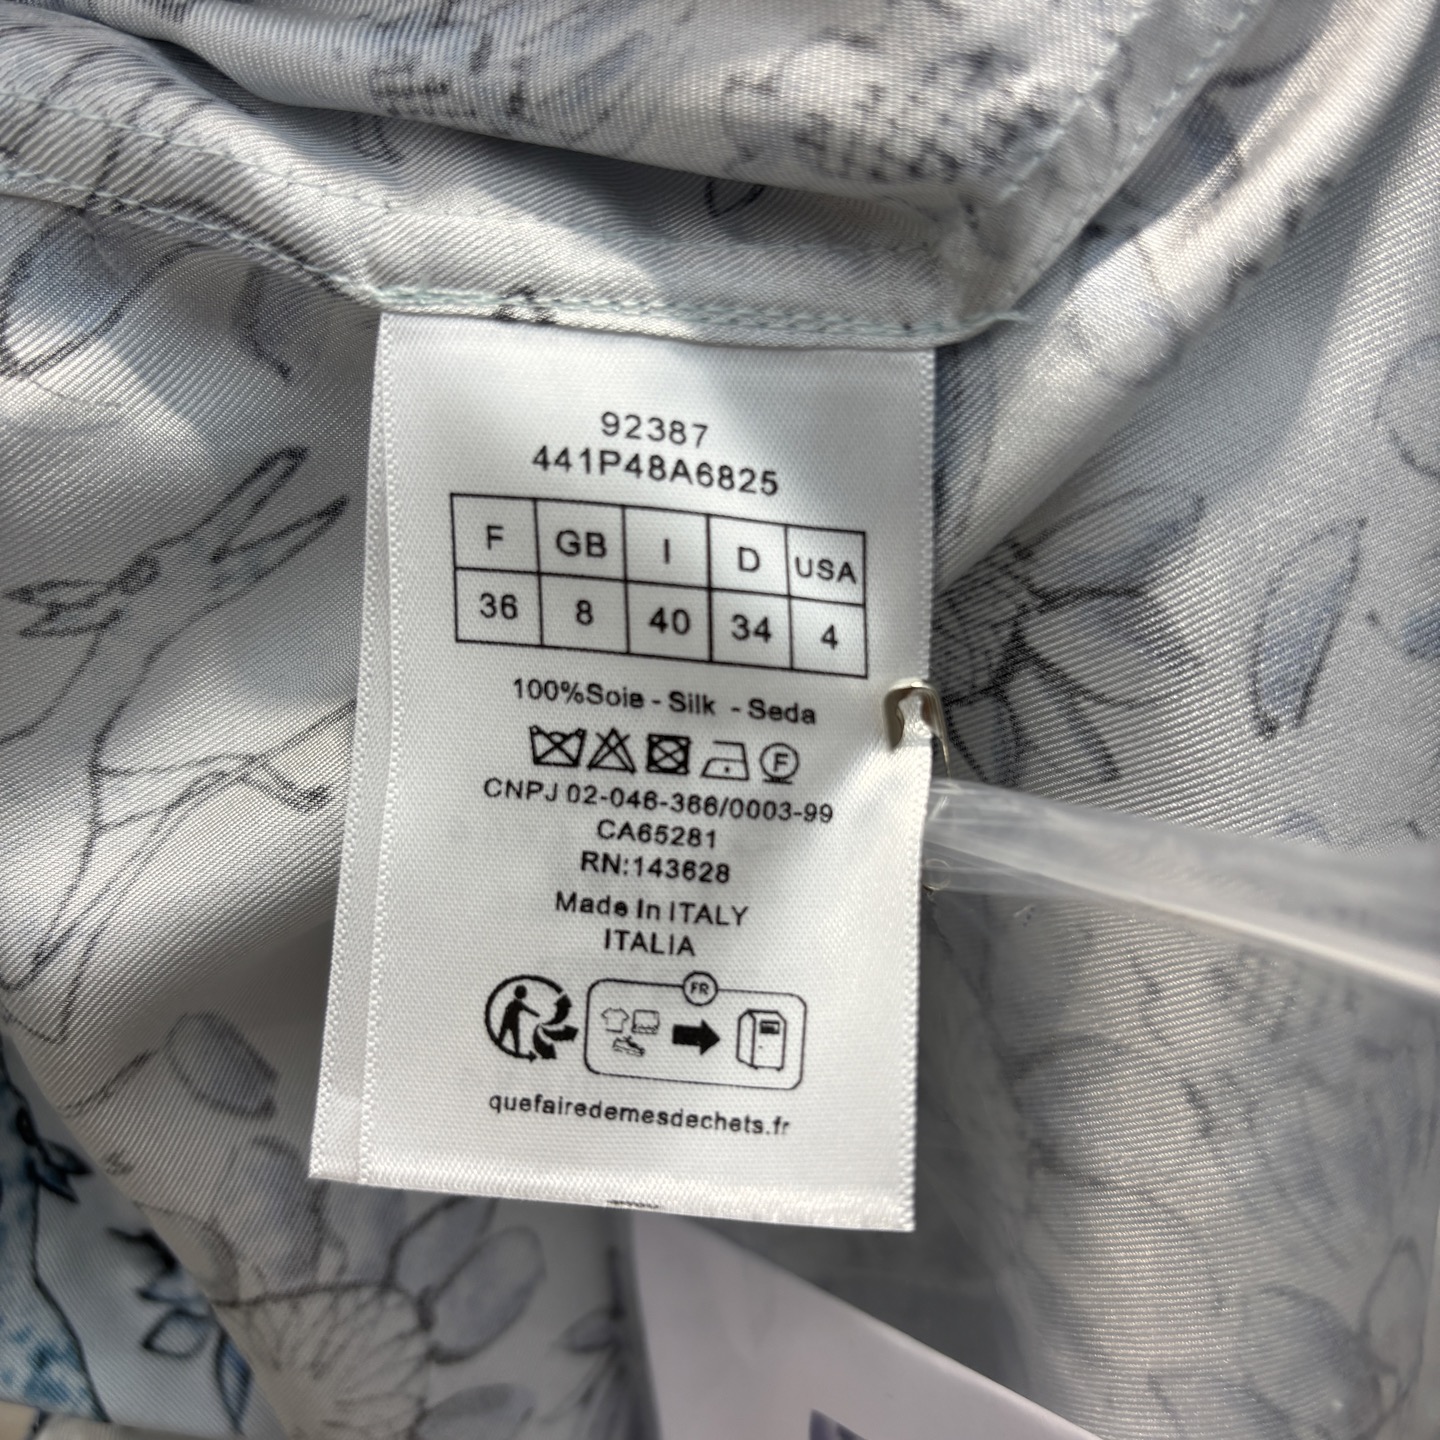 92387
441P48A6825
F GB I D USA
36 8 40 34 4
100%Soie - Silk - Seda
F
CNPJ 02-046-366/0003-99
CA65281
RN:143628
Made In ITALY
ITALIA
FR
quefairedemesdechets.fr